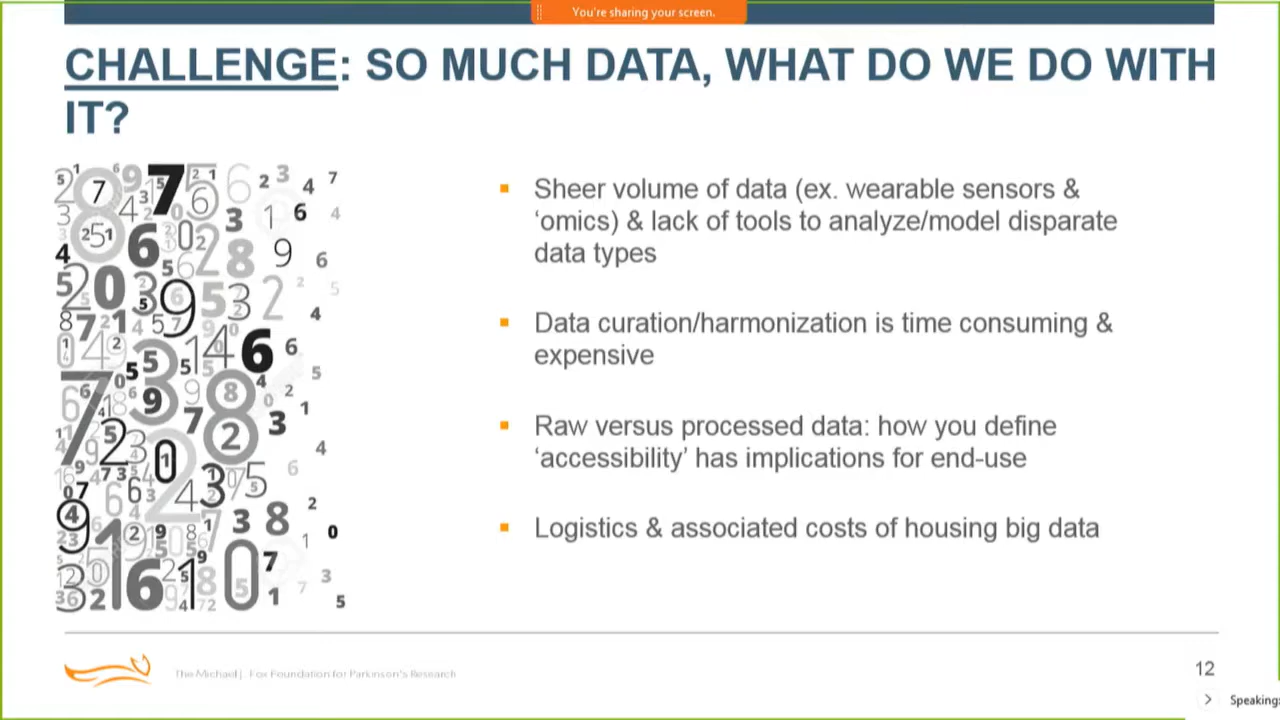 You're sharing your screen.
CHALLENGE: SO MUCH DATA, WHAT DO WE DO WITH
IT?
Sheer volume of data (ex. wearable sensors &
‘omics) & lack of tools to analyze/model disparate
data types
Data curation/harmonization is time consuming &
expensive
Raw versus processed data: how you define
‘accessibility’ has implications for end-use
Logistics & associated costs of housing big data
The Michael J. Fox Foundation for Parkinson's Research
12
Speaking: